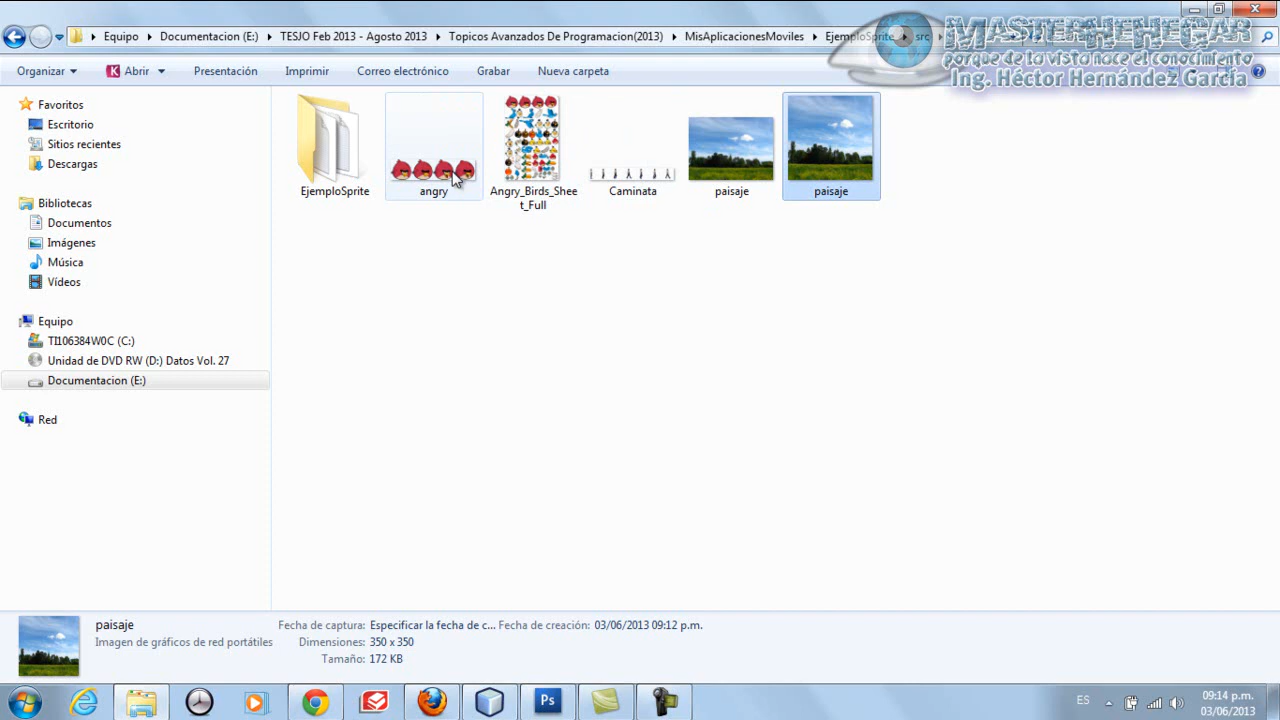 Equipo Documentacion (E:) TESJO Feb 2013 - Agosto 2013 Topicos Avanzados De Programacion(2013) MisAplicacionesMoviles EjemploSprite src
MASTERHEHEGAR
porque de la vista nace el conocimiento
Ing. Héctor Hernández García
Organizar Abrir Presentación Imprimir Correo electrónico Grabar Nueva carpeta
Favoritos
Escritorio
Sitios recientes
Descargas
Bibliotecas
Documentos
Imágenes
Música
Vídeos
Equipo
TI106384W0C (C:)
Unidad de DVD RW (D:) Datos Vol. 27
Documentacion (E:)
Red
EjemploSprite
angry
Angry_Birds_Shee
t_Full
Caminata
paisaje
paisaje
paisaje
Imagen de gráficos de red portátiles
Fecha de captura: Especificar la fecha de c...
Dimensiones: 350 x 350
Tamaño: 172 KB
Fecha de creación: 03/06/2013 09:12 p.m.
Ps
ES
09:14 p.m.
03/06/2013